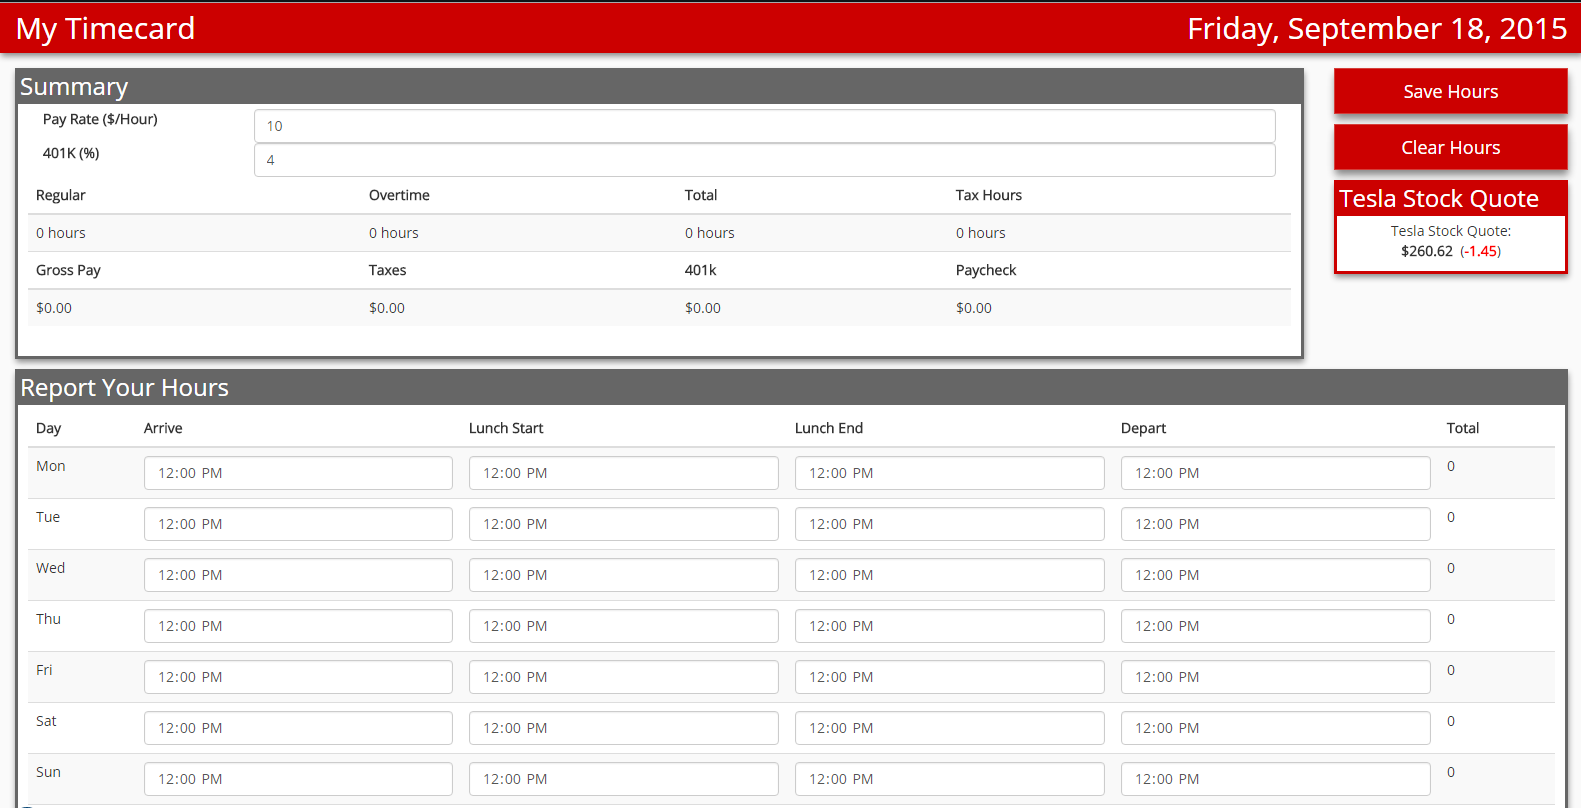 My Timecard
Friday, September 18, 2015
Summary
Pay Rate ($/Hour) 10
401K (%) 4
Regular Overtime Total Tax Hours
0 hours 0 hours 0 hours 0 hours
Gross Pay Taxes 401k Paycheck
$0.00 $0.00 $0.00 $0.00
Save Hours
Clear Hours
Tesla Stock Quote
Tesla Stock Quote:
$260.62 (-1.45)
Report Your Hours
Day Arrive Lunch Start Lunch End Depart Total
Mon 12:00 PM 12:00 PM 12:00 PM 12:00 PM 0
Tue 12:00 PM 12:00 PM 12:00 PM 12:00 PM 0
Wed 12:00 PM 12:00 PM 12:00 PM 12:00 PM 0
Thu 12:00 PM 12:00 PM 12:00 PM 12:00 PM 0
Fri 12:00 PM 12:00 PM 12:00 PM 12:00 PM 0
Sat 12:00 PM 12:00 PM 12:00 PM 12:00 PM 0
Sun 12:00 PM 12:00 PM 12:00 PM 12:00 PM 0